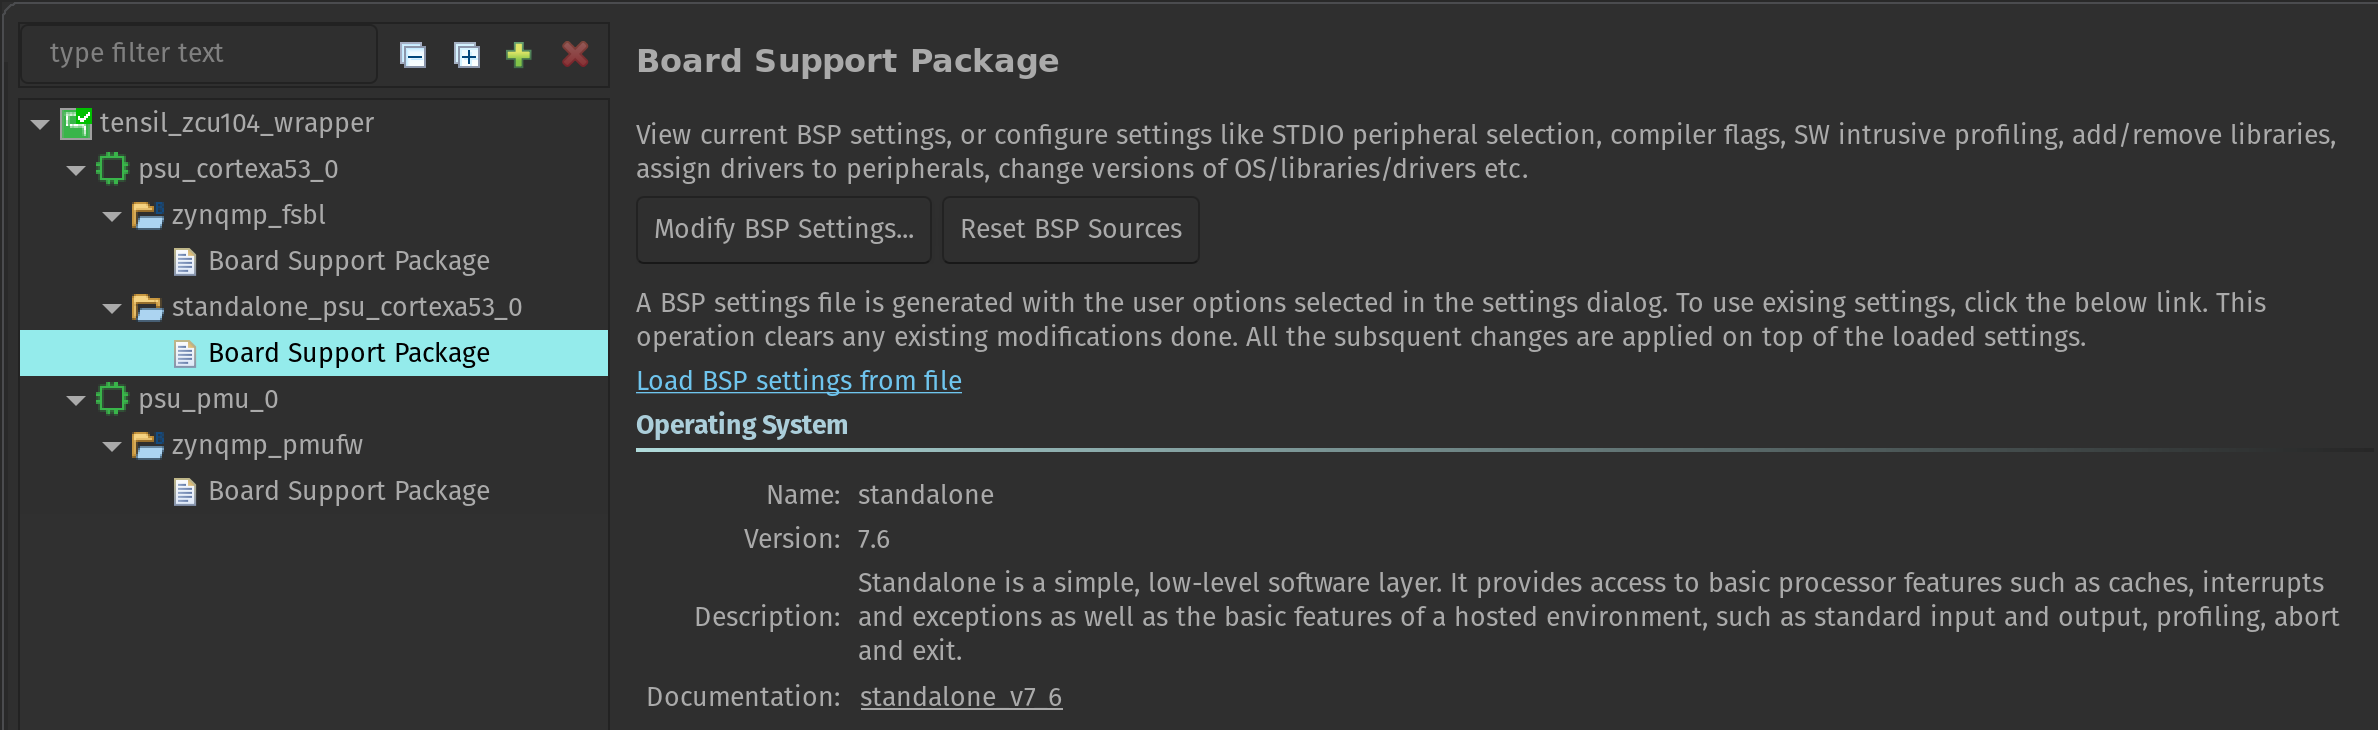 type filter text
tensil_zcu104_wrapper
psu_cortexa53_0
zynqmp_fsbl
Board Support Package
standalone_psu_cortexa53_0
Board Support Package
psu_pmu_0
zynqmp_pmufw
Board Support Package
Board Support Package
View current BSP settings, or configure settings like STDIO peripheral selection, compiler flags, SW intrusive profiling, add/remove libraries,
assign drivers to peripherals, change versions of OS/libraries/drivers etc.
Modify BSP Settings... Reset BSP Sources
A BSP settings file is generated with the user options selected in the settings dialog. To use exising settings, click the below link. This
operation clears any existing modifications done. All the subsquent changes are applied on top of the loaded settings.
Load BSP settings from file
Operating System
Name: standalone
Version: 7.6
Description: Standalone is a simple, low-level software layer. It provides access to basic processor features such as caches, interrupts
and exceptions as well as the basic features of a hosted environment, such as standard input and output, profiling, abort
and exit.
Documentation: standalone_v7_6